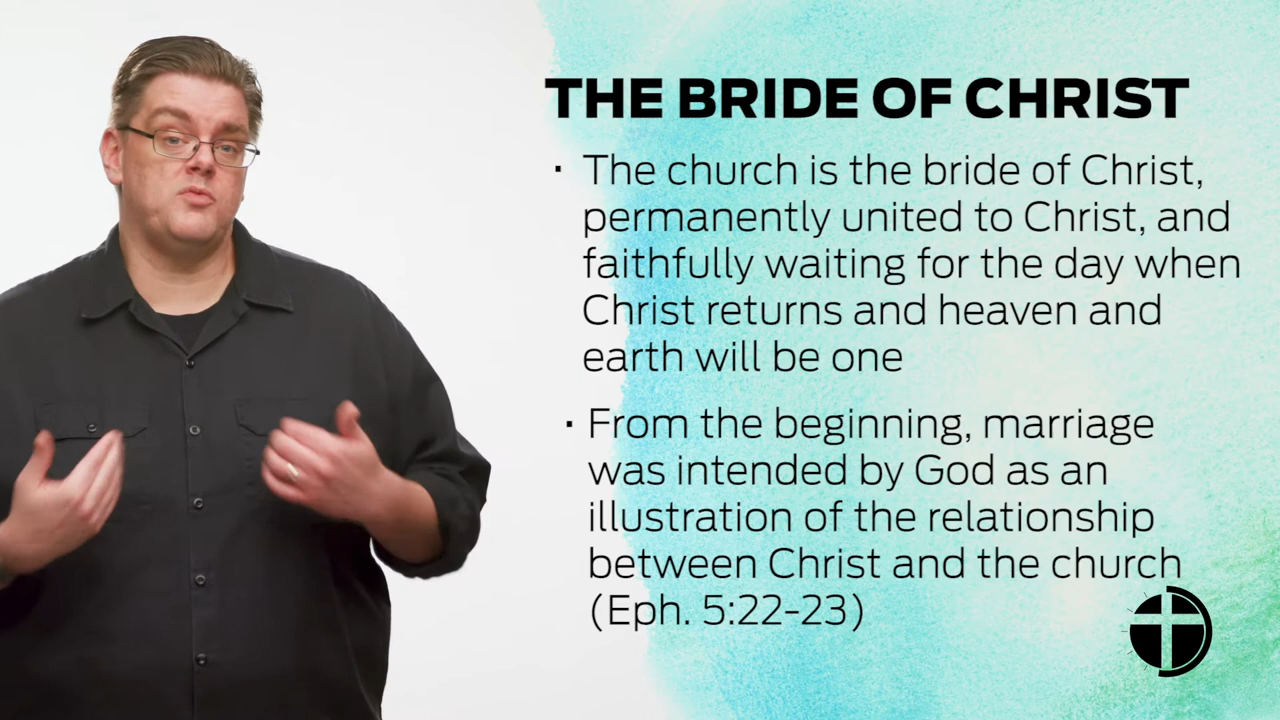 THE BRIDE OF CHRIST
· The church is the bride of Christ,
permanently united to Christ, and
faithfully waiting for the day when
Christ returns and heaven and
earth will be one
· From the beginning, marriage
was intended by God as an
illustration of the relationship
between Christ and the church
(Eph. 5:22-23)